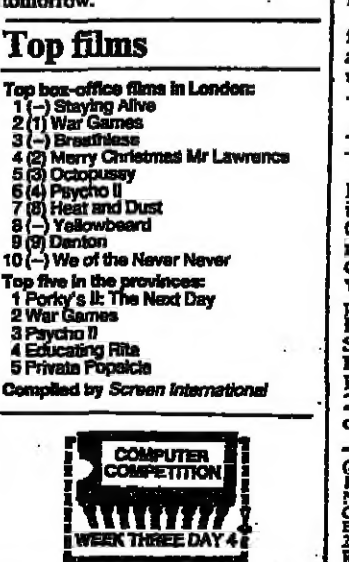 tomorrow.
Top films
Top box-office films in London:
1 (–) Staying Alive
2 (1) War Games
3 (–) Breathless
4 (2) Merry Christmas Mr Lawrence
5 (3) Octopussy
6 (4) Psycho II
7 (8) Heat and Dust
8 (–) Yellowbeard
9 (9) Danton
10 (–) We of the Never Never
Top five in the provinces:
1 Porky's II: The Next Day
2 War Games
3 Psycho II
4 Educating Rita
5 Private Popsicle
Compiled by Screen International
COMPUTER
COMPETITION
WEEK THREE DAY 4